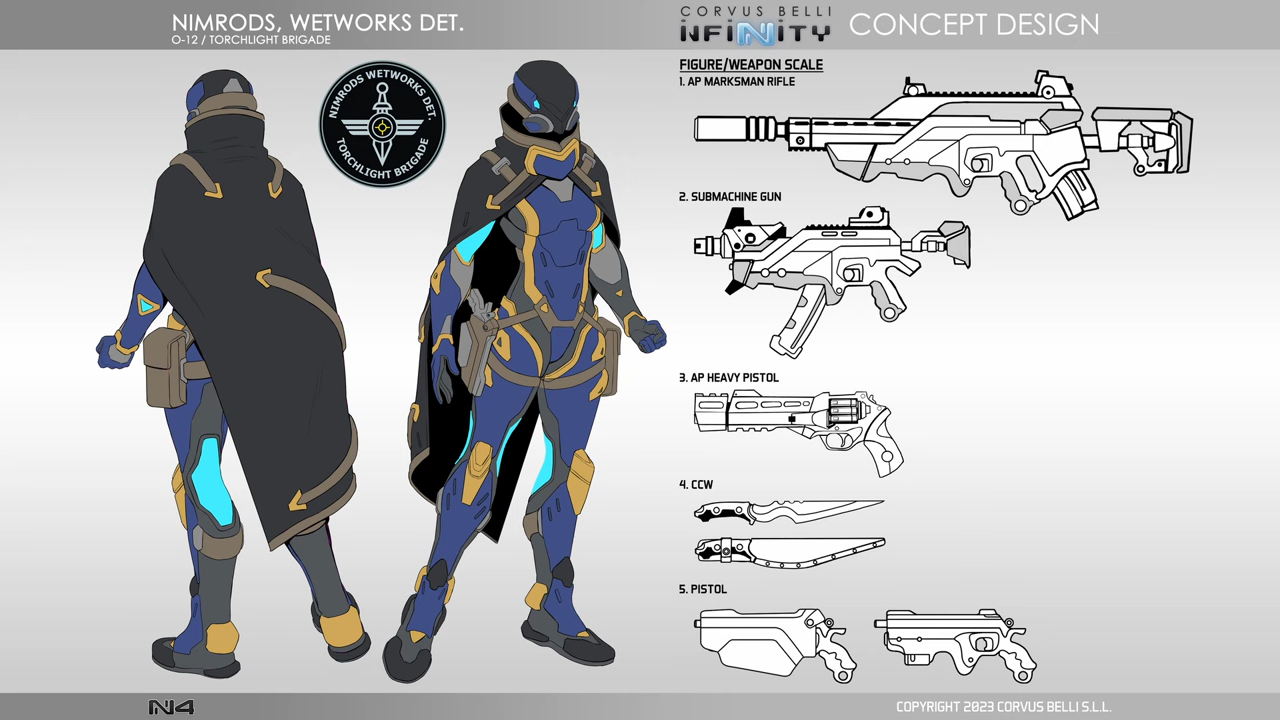 NIMRODS, WETWORKS DET.
O-12 / TORCHLIGHT BRIGADE
CORVUS BELLI
INFINITY
CONCEPT DESIGN
NIMRODS WETWORKS DET.
TORCHLIGHT BRIGADE
FIGURE/WEAPON SCALE
1. AP MARKSMAN RIFLE
2. SUBMACHINE GUN
3. AP HEAVY PISTOL
4. CCW
5. PISTOL
N4
COPYRIGHT 2023 CORVUS BELLI S.L.L.